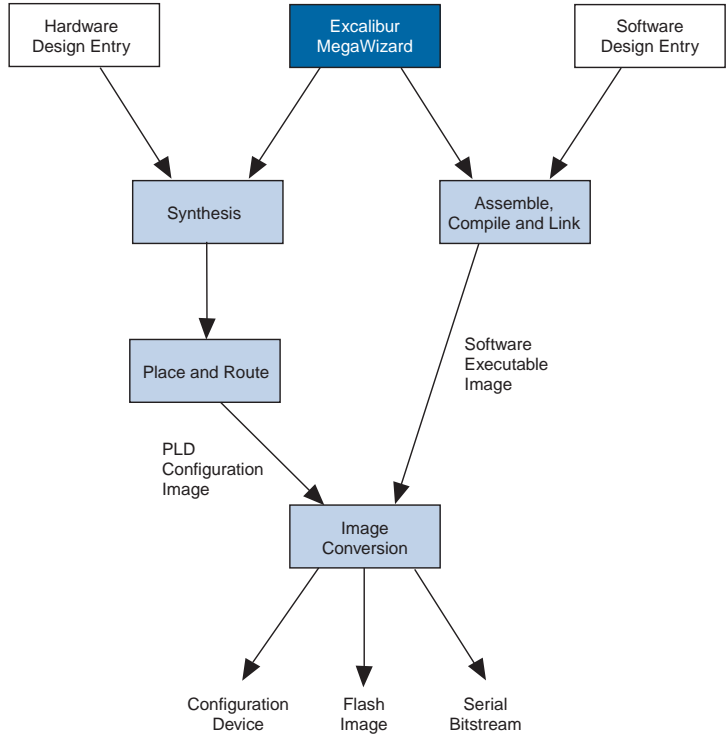 Hardware
Design Entry
Excalibur
MegaWizard
Software
Design Entry
Synthesis
Assemble,
Compile and Link
Place and Route
Software
Executable
Image
PLD
Configuration
Image
Image
Conversion
Configuration
Device
Flash
Image
Serial
Bitstream